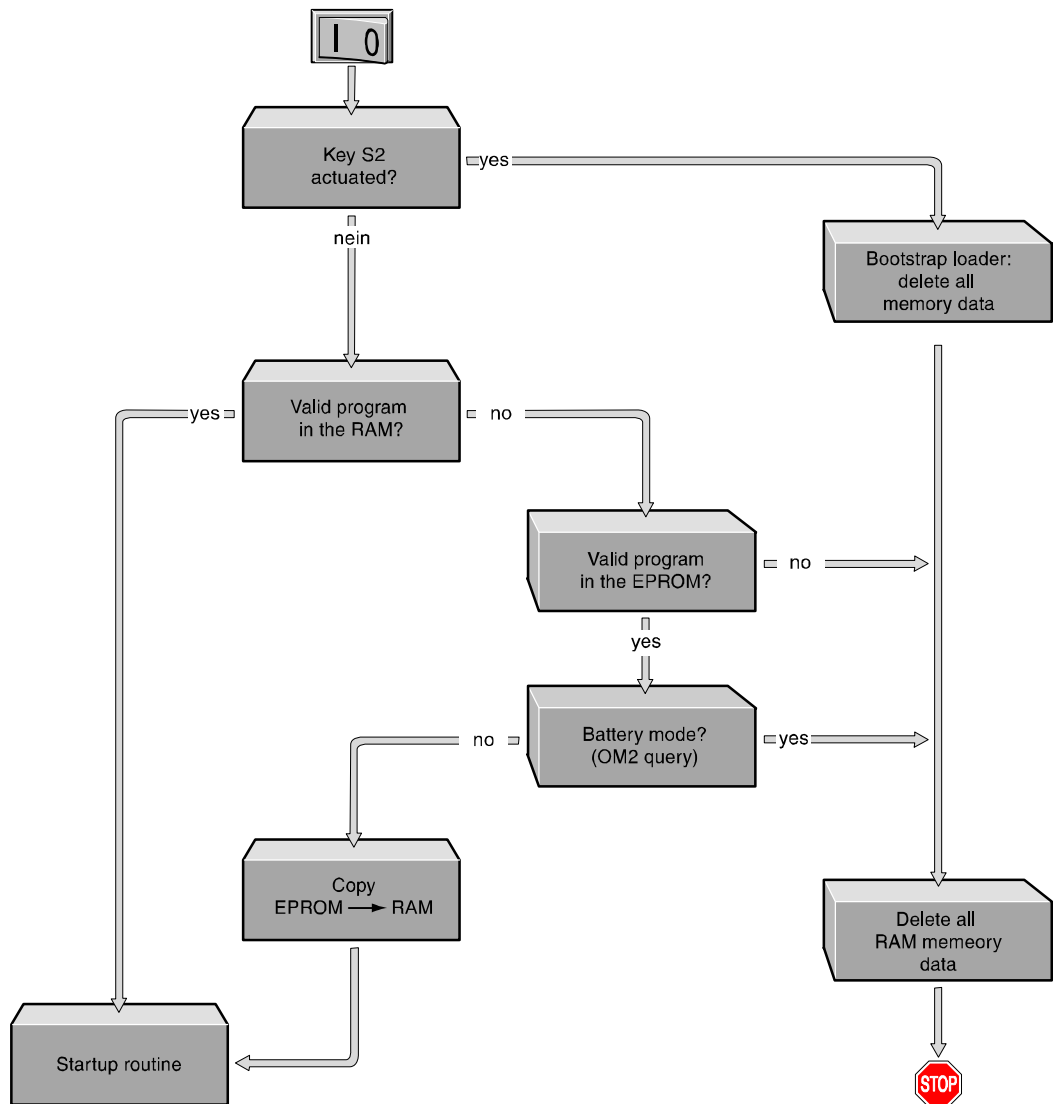 I 0
Key S2
actuated?
yes
nein
Bootstrap loader:
delete all
memory data
Valid program
in the RAM?
yes
no
Valid program
in the EPROM?
no
yes
Battery mode?
(OM2 query)
no
yes
Copy
EPROM → RAM
Delete all
RAM memeory
data
Startup routine
STOP